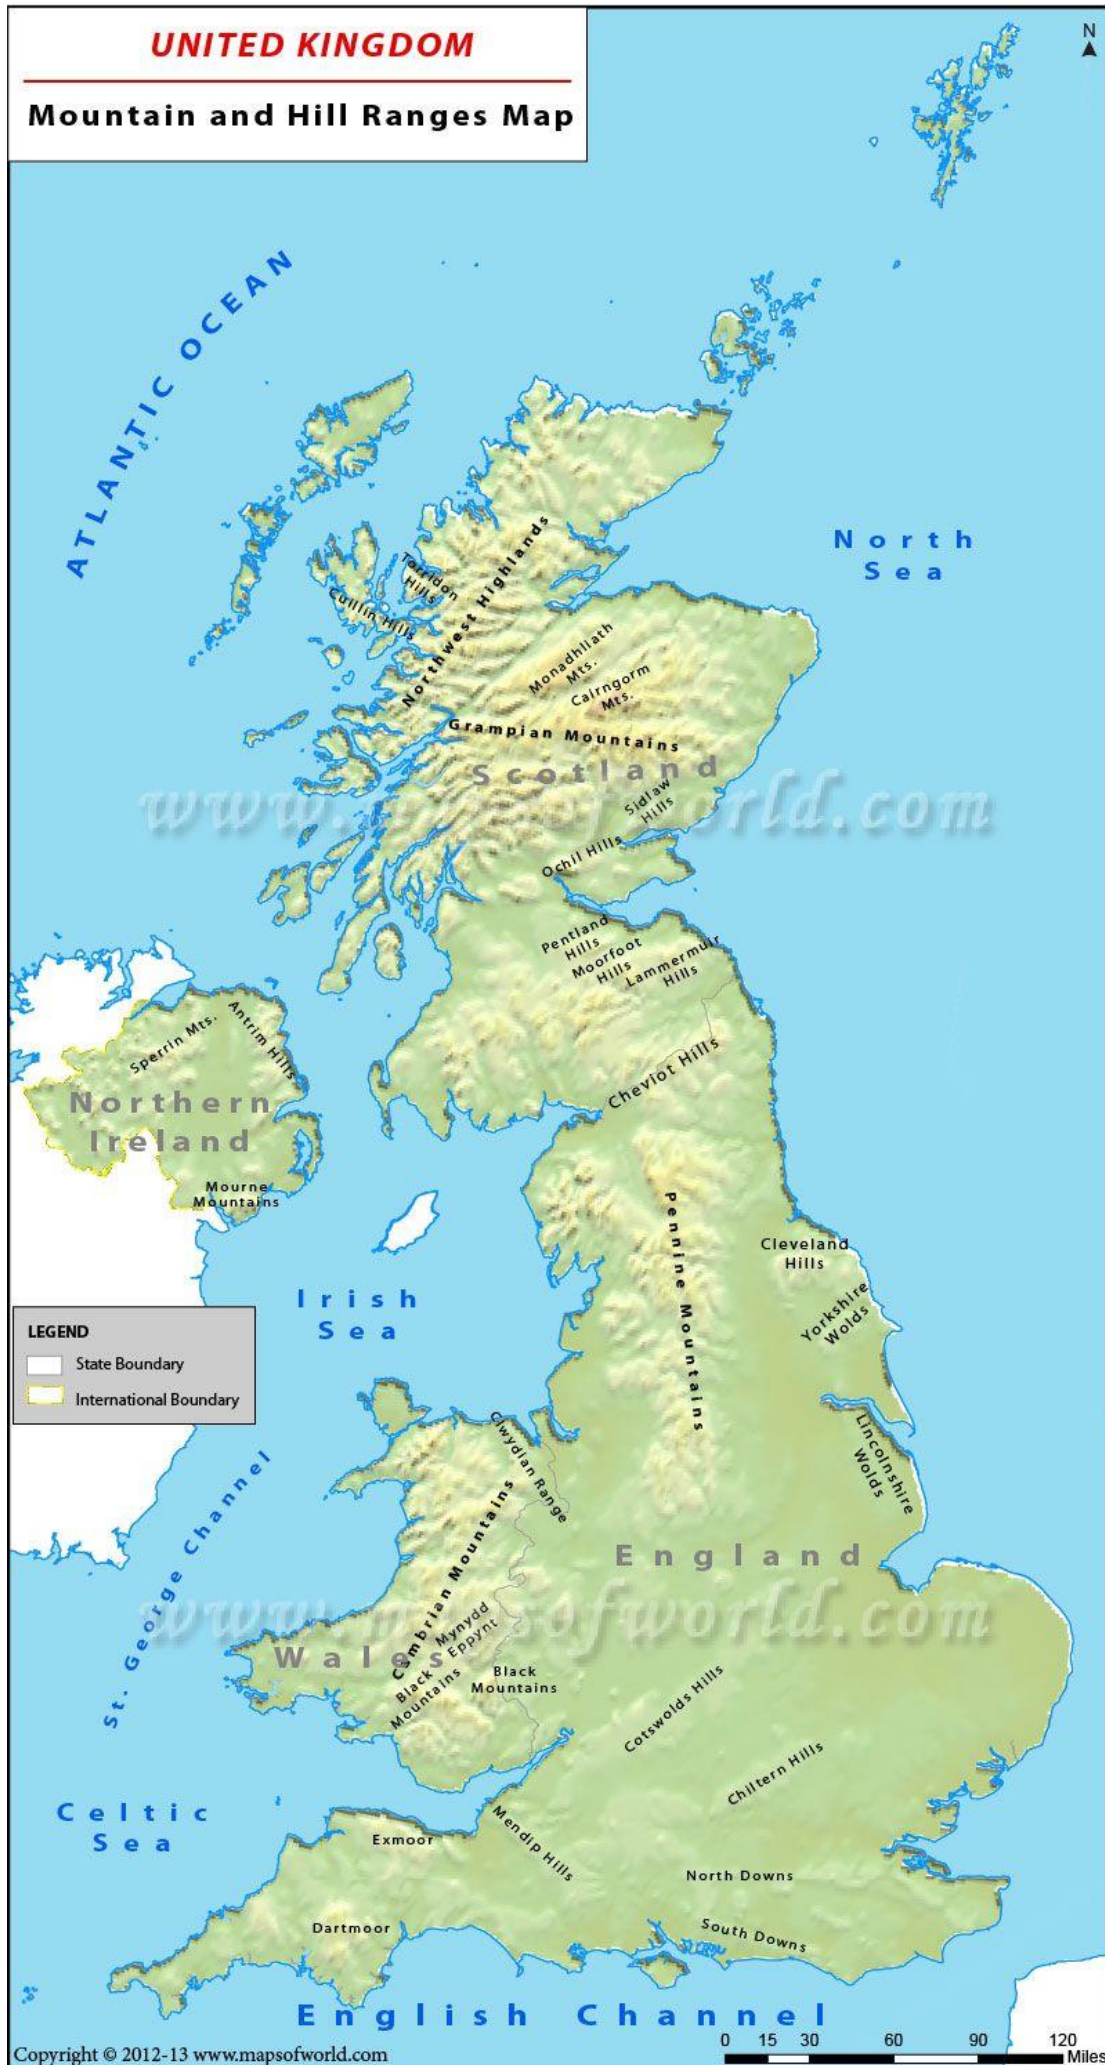 UNITED KINGDOM
Mountain and Hill Ranges Map
N
ATLANTIC OCEAN
North
Sea
Torridon
Hills
Cuillin Hills
Northwest Highlands
Monadhliath
Mts.
Cairngorm
Mts.
Grampian Mountains
Scotland
www.mapsofworld.com
Sidlaw
Hills
Ochil Hills
Pentland
Hills
Moorfoot
Hills
Lammermuir
Hills
Sperrin Mts.
Antrim Hills
Cheviot Hills
Northern
Ireland
Mourne
Mountains
Pennine Mountains
Cleveland
Hills
Yorkshire
Wolds
Irish
Sea
LEGEND
State Boundary
International Boundary
Clwydian Range
Lincolnshire
Wolds
St. George Channel
Cambrian Mountains
England
www.mapsofworld.com
Mynydd
Eppynt
Wales
Black
Mountains
Black
Mountains
Cotswolds Hills
Chiltern Hills
Celtic
Sea
Mendip Hills
Exmoor
North Downs
Dartmoor
South Downs
English Channel
0 15 30 60 90 120
Miles
Copyright © 2012-13 www.mapsofworld.com